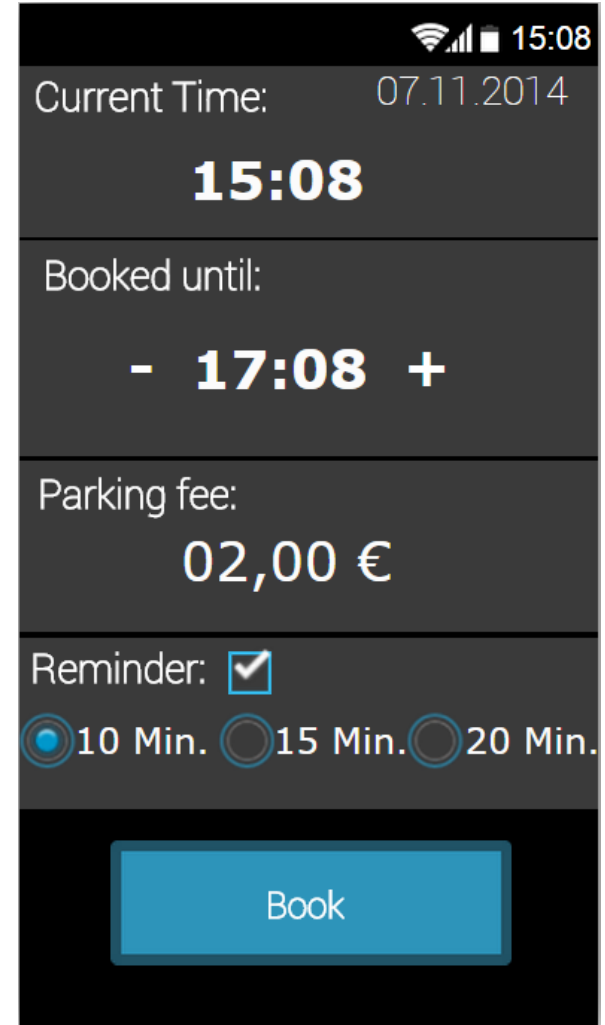 15:08
Current Time: 07.11.2014
15:08
Booked until:
- 17:08 +
Parking fee:
02,00 €
Reminder:
10 Min. 15 Min. 20 Min.
Book